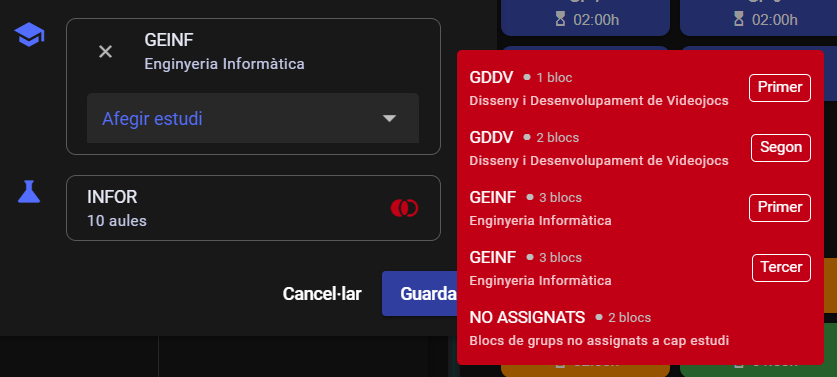 02:00h
02:00h
GEINF
Enginyeria Informàtica
Afegir estudi
INFOR
10 aules
Cancel·lar
Guarda
GDDV • 1 bloc
Disseny i Desenvolupament de Videojocs
Primer
GDDV • 2 blocs
Disseny i Desenvolupament de Videojocs
Segon
GEINF • 3 blocs
Enginyeria Informàtica
Primer
GEINF • 3 blocs
Enginyeria Informàtica
Tercer
NO ASSIGNATS • 2 blocs
Blocs de grups no assignats a cap estudi